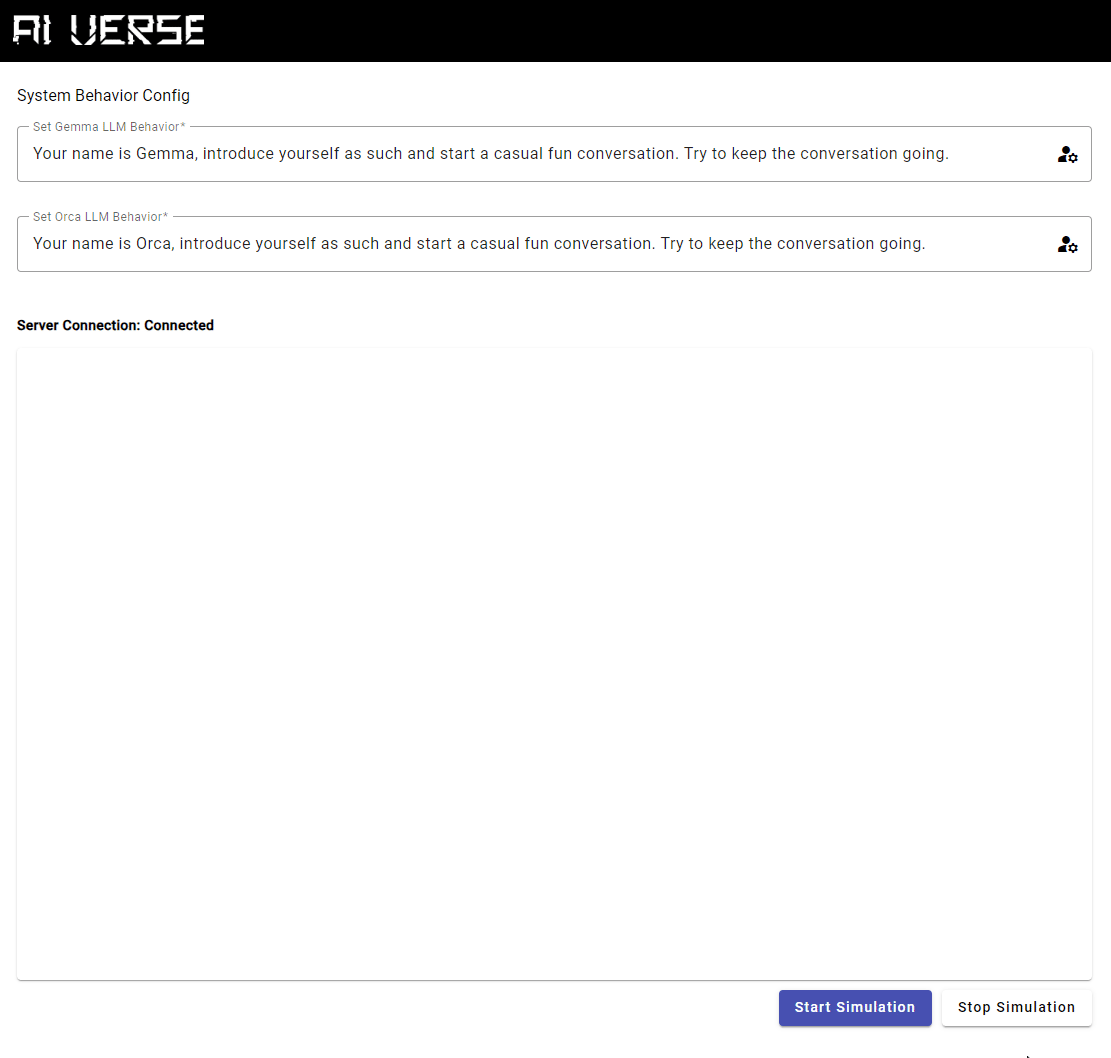 AI VERSE
System Behavior Config
Set Gemma LLM Behavior*
Your name is Gemma, introduce yourself as such and start a casual fun conversation. Try to keep the conversation going.
Set Orca LLM Behavior*
Your name is Orca, introduce yourself as such and start a casual fun conversation. Try to keep the conversation going.
Server Connection: Connected
Start Simulation
Stop Simulation